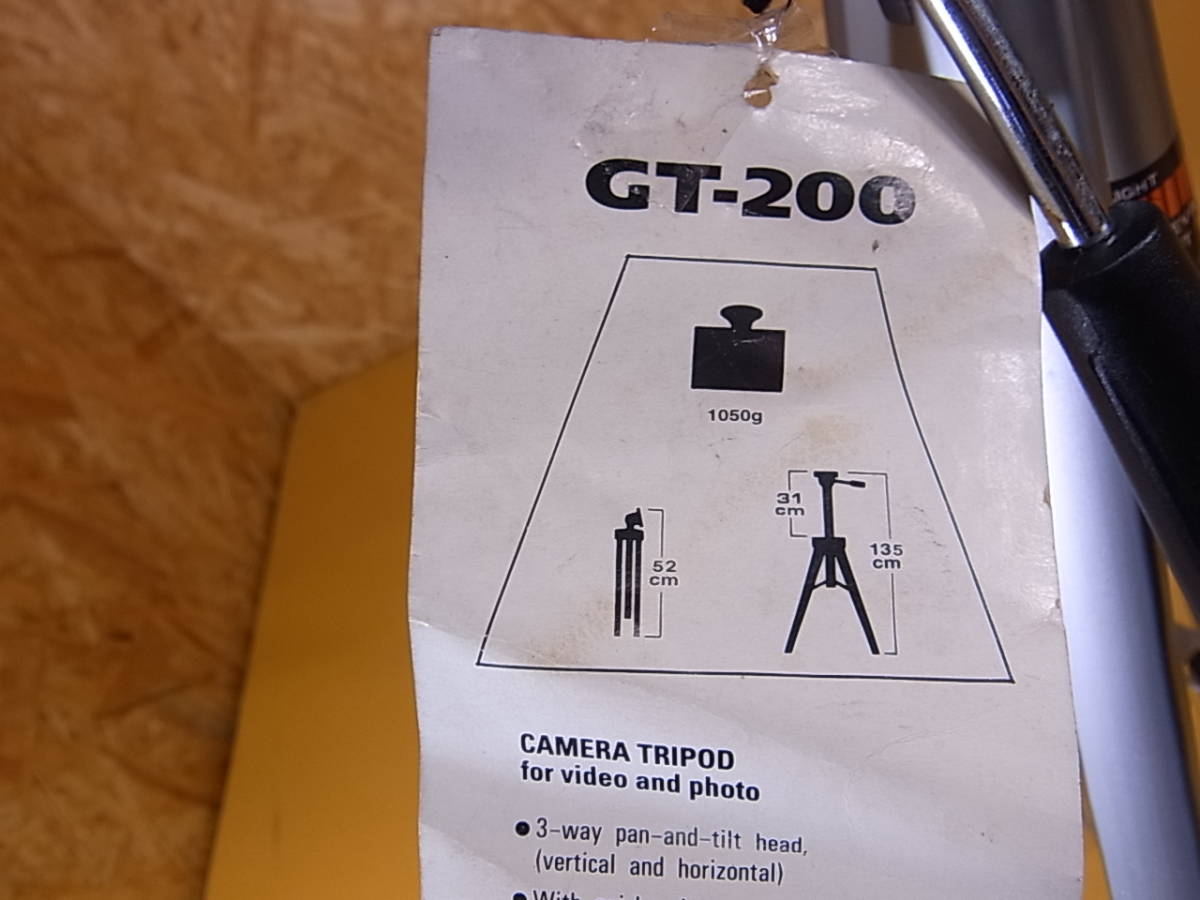 GT-200
1050g
31
cm
135
cm
52
cm
CAMERA TRIPOD
for video and photo
● 3-way pan-and-tilt head,
(vertical and horizontal)
● With